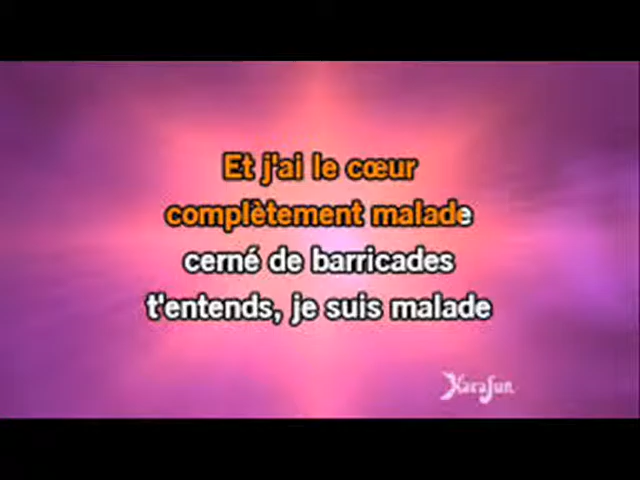 Et j'ai le cœur
complètement malade
cerné de barricades
t'entends, je suis malade
KaraFun